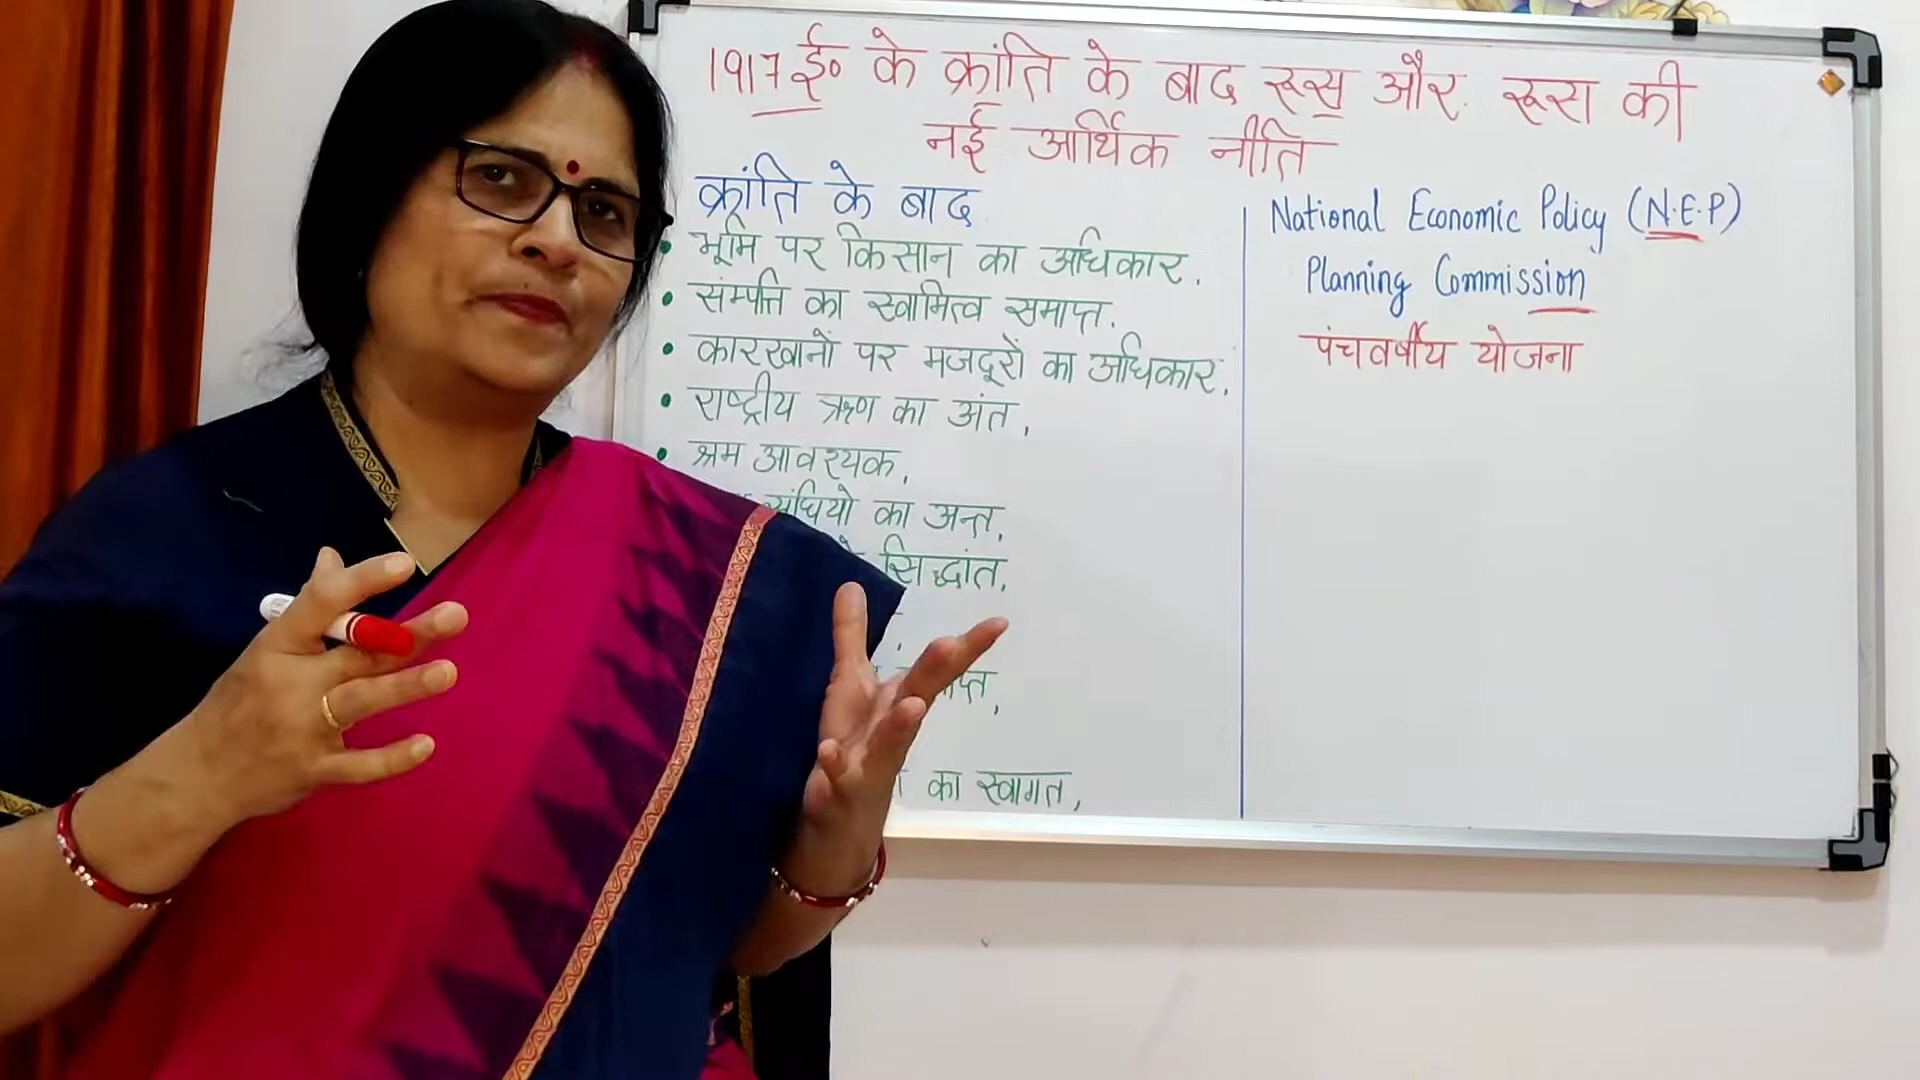 1917 ई० के क्रांति के बाद रूस और रूस की
नई आर्थिक नीति
क्रांति के बाद
• भूमि पर किसान का अधिकार.
• संम्पत्ति का स्वामित्व समाप्त.
• कारखानों पर मजदूरों का अधिकार.
• राष्ट्रीय ऋण का अंत.
• श्रम आवश्यक.
संघियो का अन्त.
सिद्धांत.
का स्वागत,
National Economic Policy (N.E.P)
Planning Commission
पंचवर्षीय योजना